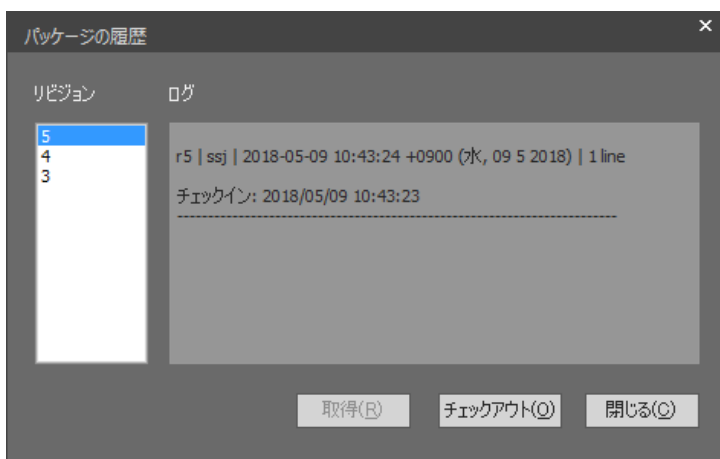 パッケージの履歴
×
リビジョン
ログ
5
4
3
r5 | ssj | 2018-05-09 10:43:24 +0900 (水, 09 5 2018) | 1 line
チェックイン: 2018/05/09 10:43:23
------------------------------------------------------------------------
取得(R)
チェックアウト(O)
閉じる(C)